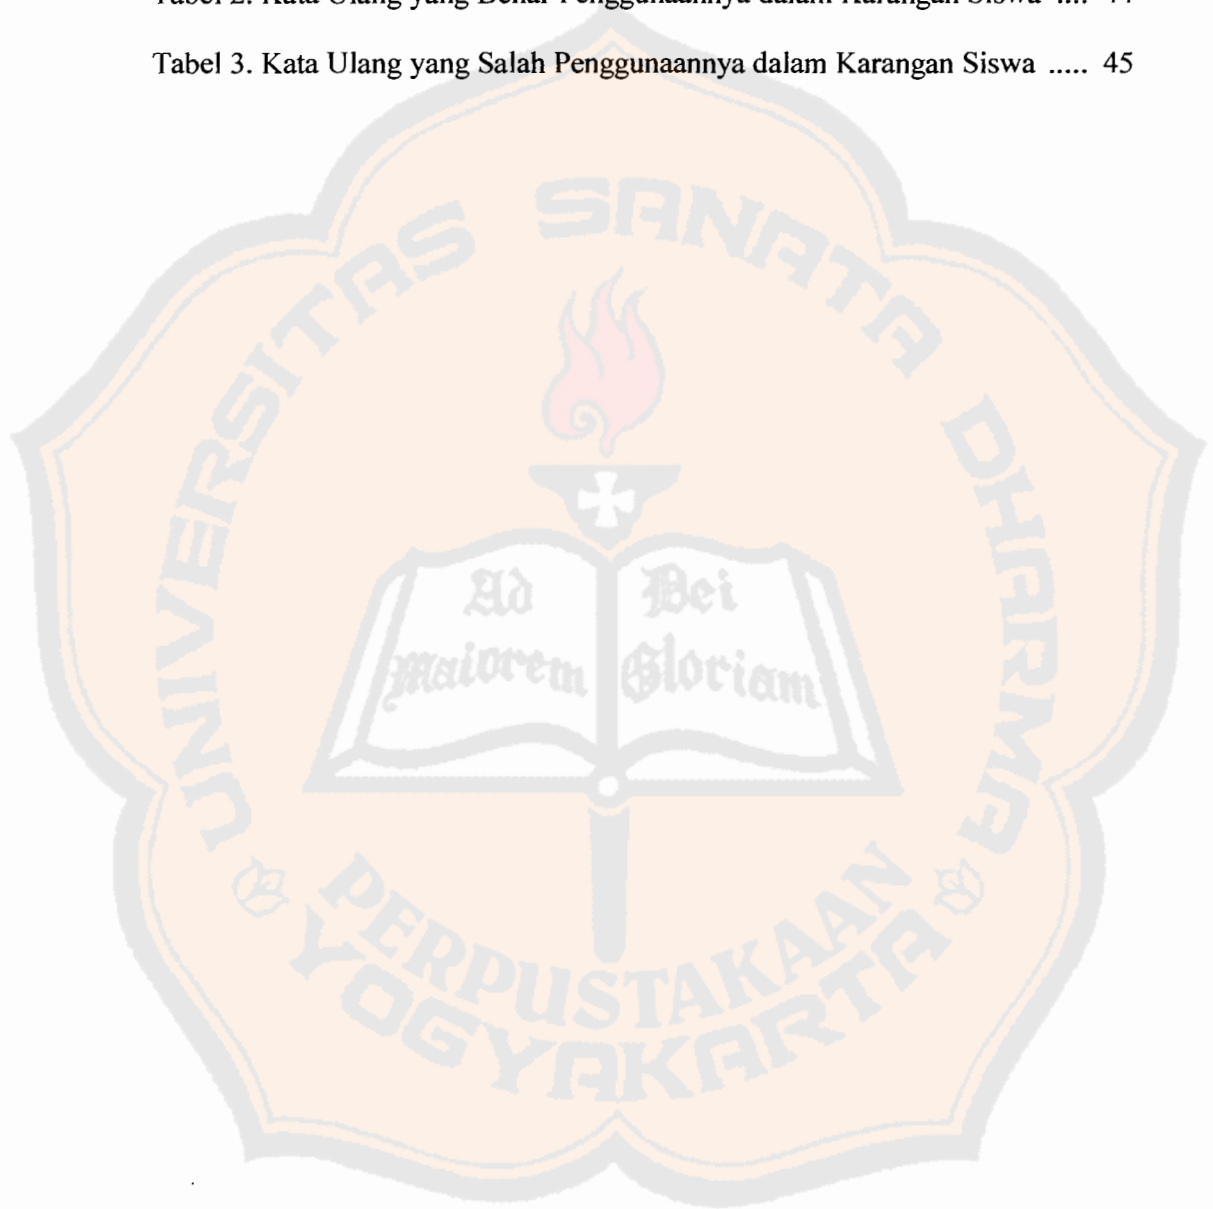 Tabel 3. Kata Ulang yang Salah Penggunaannya dalam Karangan Siswa ..... 45
UNIVERSITAS SANATA DHARMA
Ad Dei
maiorem Gloriam
PERPUSTAKAAN
YOGYAKARTA